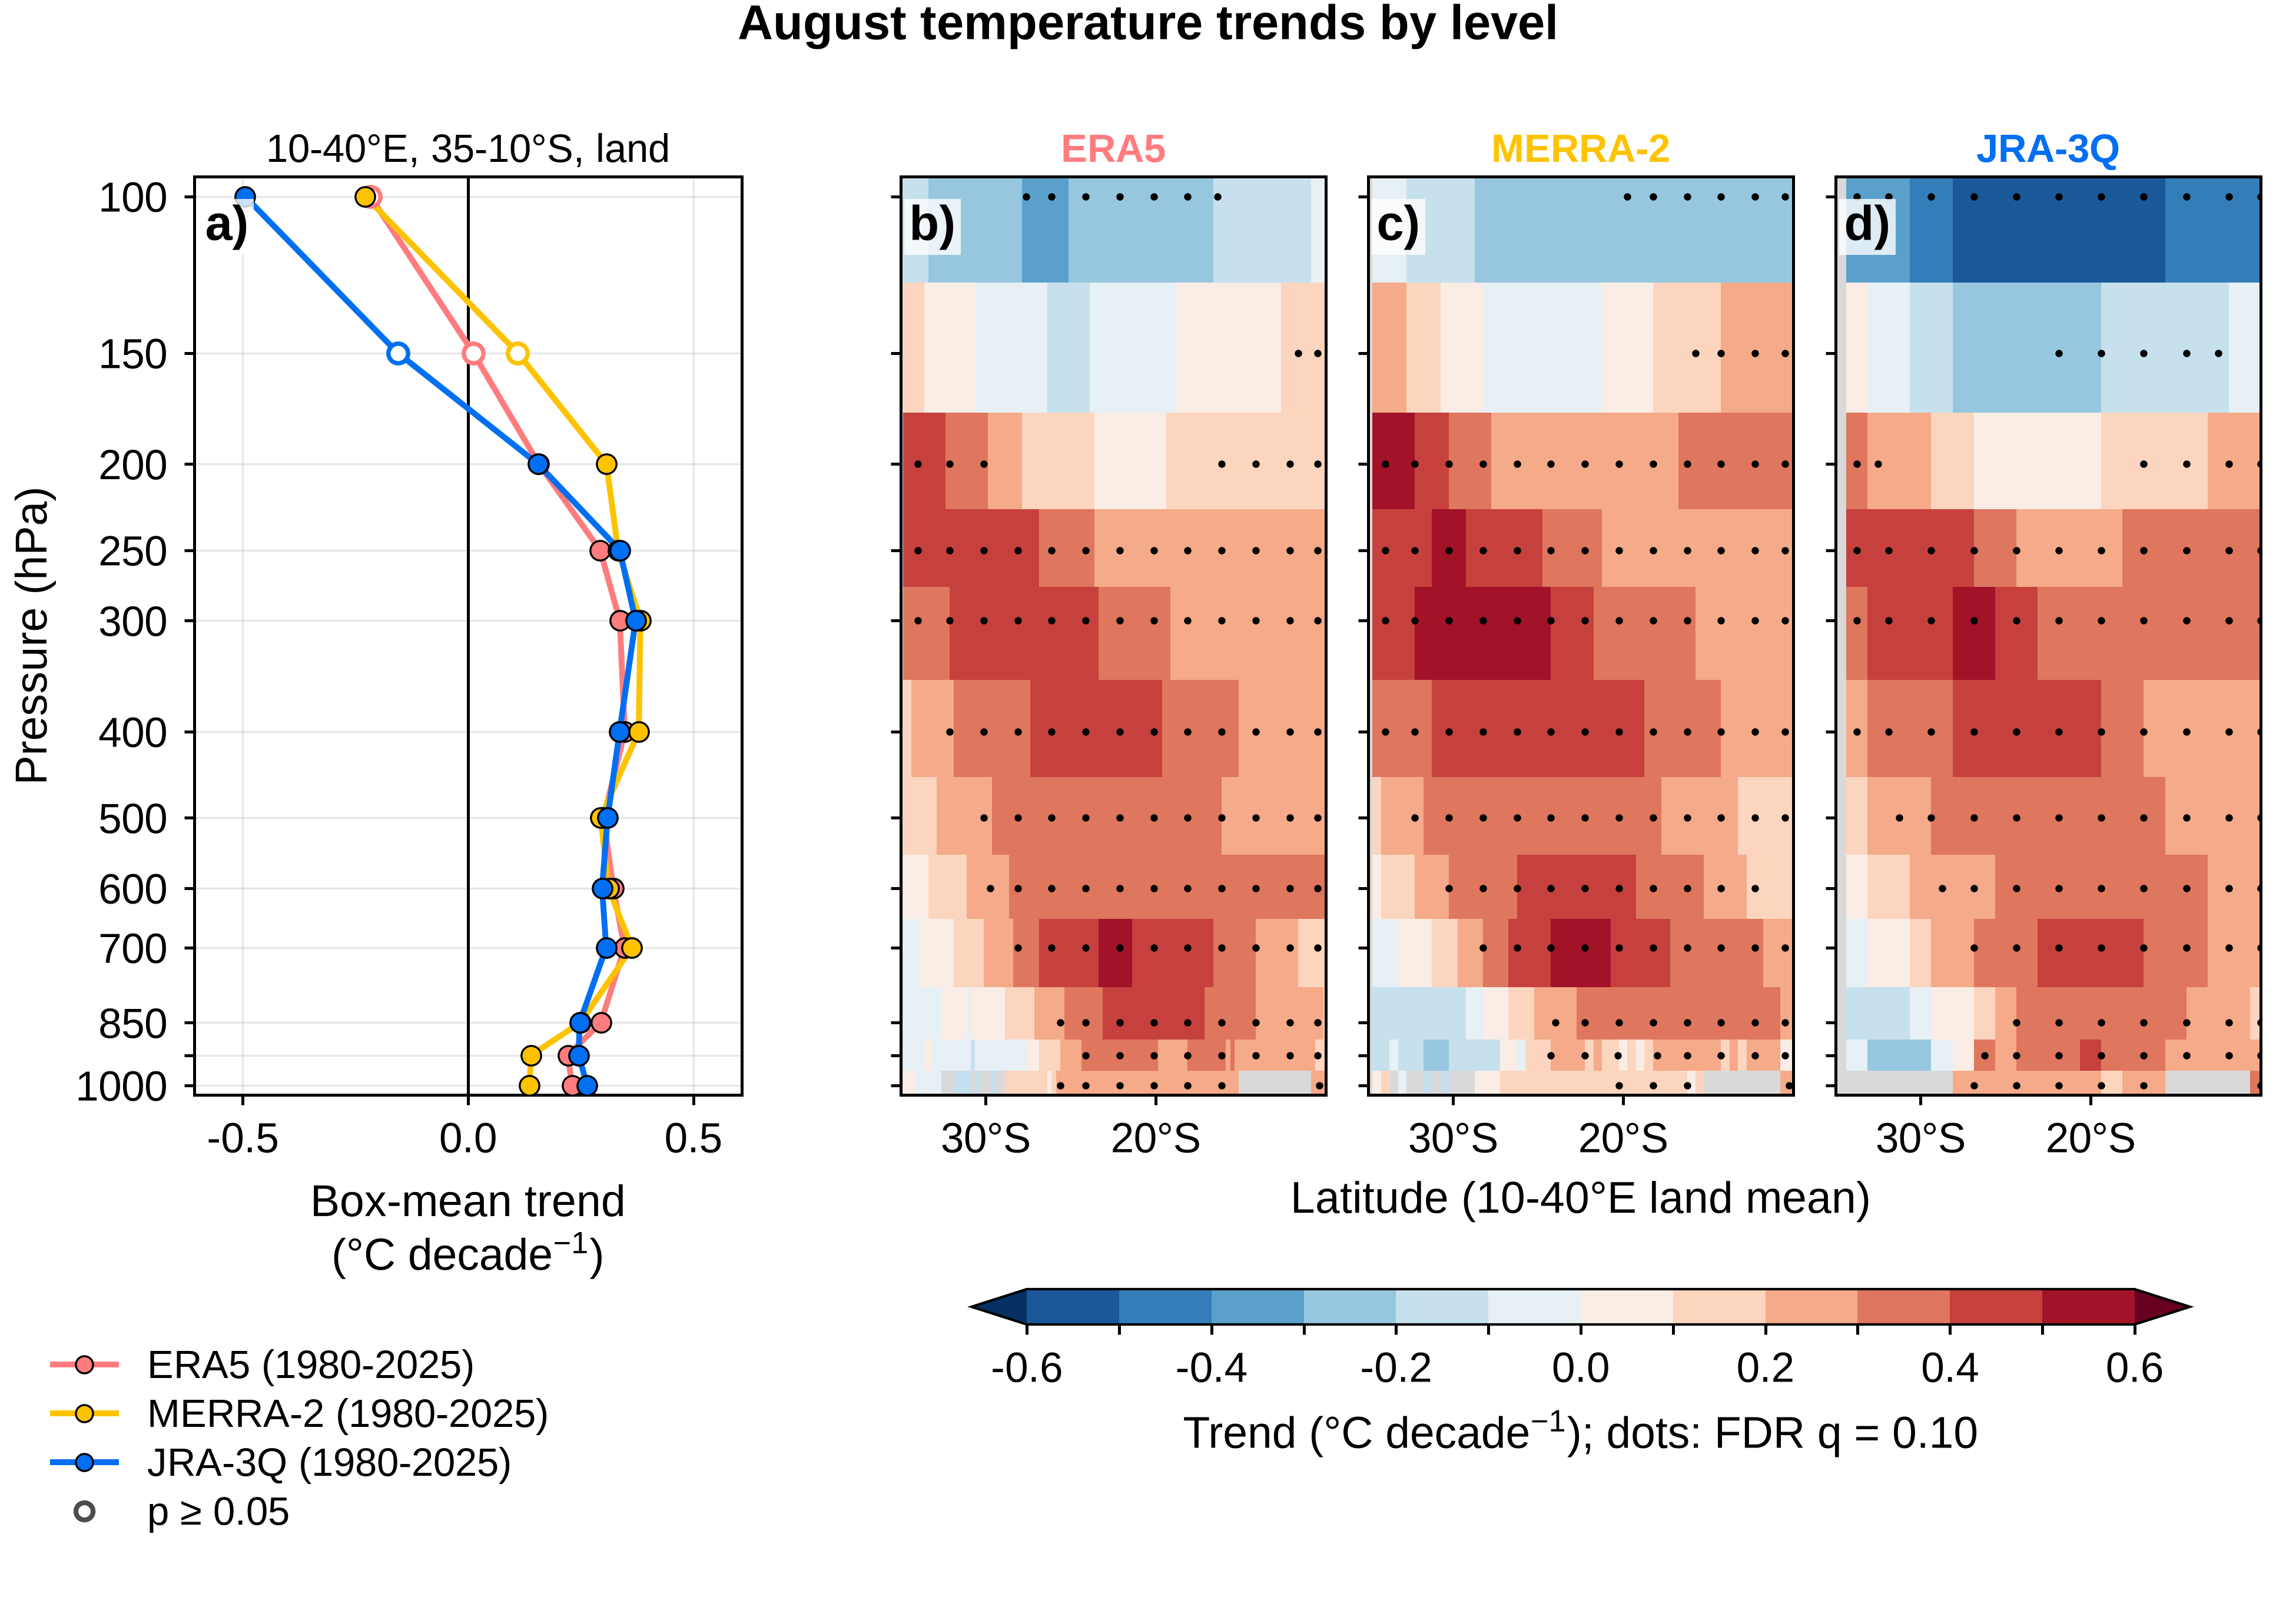 August temperature trends by level
10-40°E, 35-10°S, land
ERA5
MERRA-2
JRA-3Q
a)
b)
c)
d)
Pressure (hPa)
100
150
200
250
300
400
500
600
700
850
1000
-0.5
0.0
0.5
Box-mean trend
(°C decade⁻¹)
30°S
20°S
30°S
20°S
30°S
20°S
Latitude (10-40°E land mean)
-0.6
-0.4
-0.2
0.0
0.2
0.4
0.6
Trend (°C decade⁻¹); dots: FDR q = 0.10
ERA5 (1980-2025)
MERRA-2 (1980-2025)
JRA-3Q (1980-2025)
p ≥ 0.05